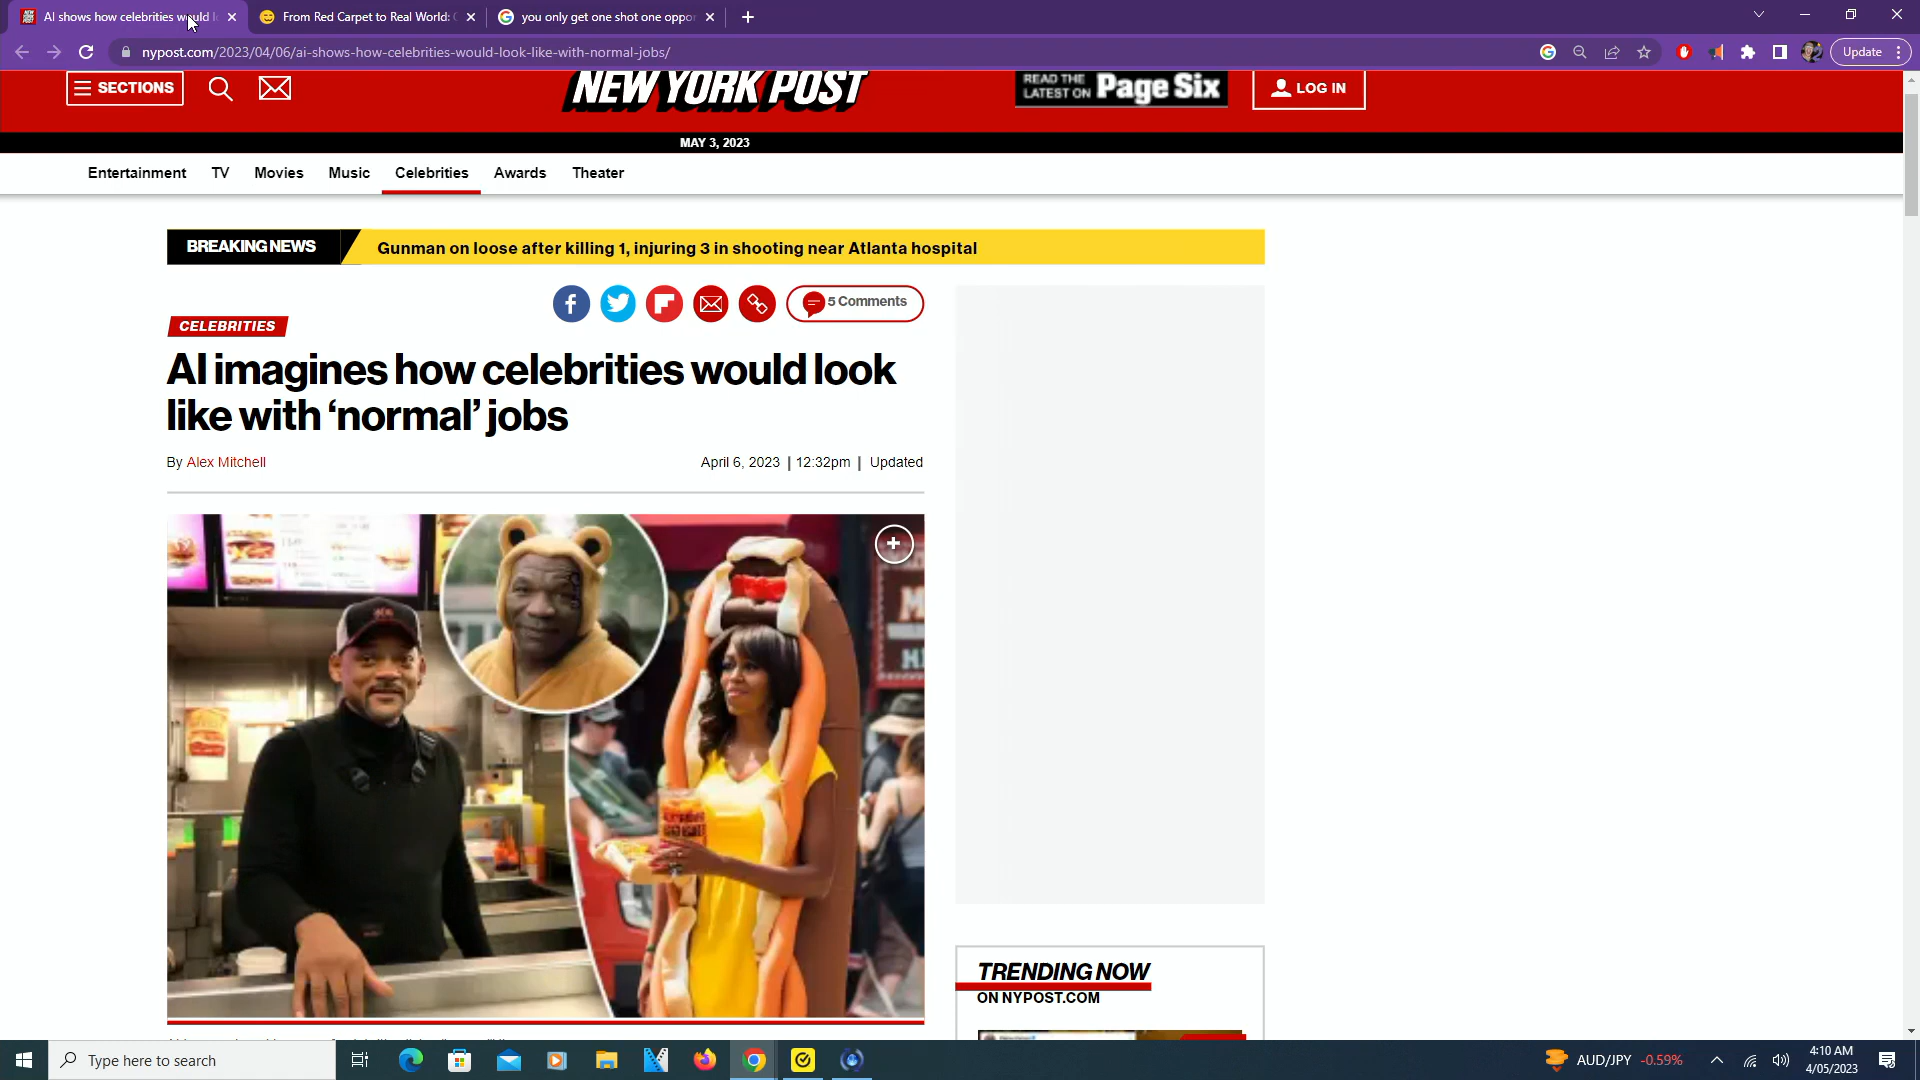 AI shows how celebrities would l
From Red Carpet to Real World:
you only get one shot one oppor
nypost.com/2023/04/06/ai-shows-how-celebrities-would-look-like-with-normal-jobs/
Update
SECTIONS
NEW YORK POST
READ THE
LATEST ON
Page Six
LOG IN
MAY 3, 2023
Entertainment TV Movies Music Celebrities Awards Theater
BREAKING NEWS
Gunman on loose after killing 1, injuring 3 in shooting near Atlanta hospital
5 Comments
CELEBRITIES
AI imagines how celebrities would look
like with ‘normal’ jobs
By Alex Mitchell
April 6, 2023 | 12:32pm | Updated
TRENDING NOW
ON NYPOST.COM
Type here to search
AUD/JPY -0.59%
4:10 AM
4/05/2023